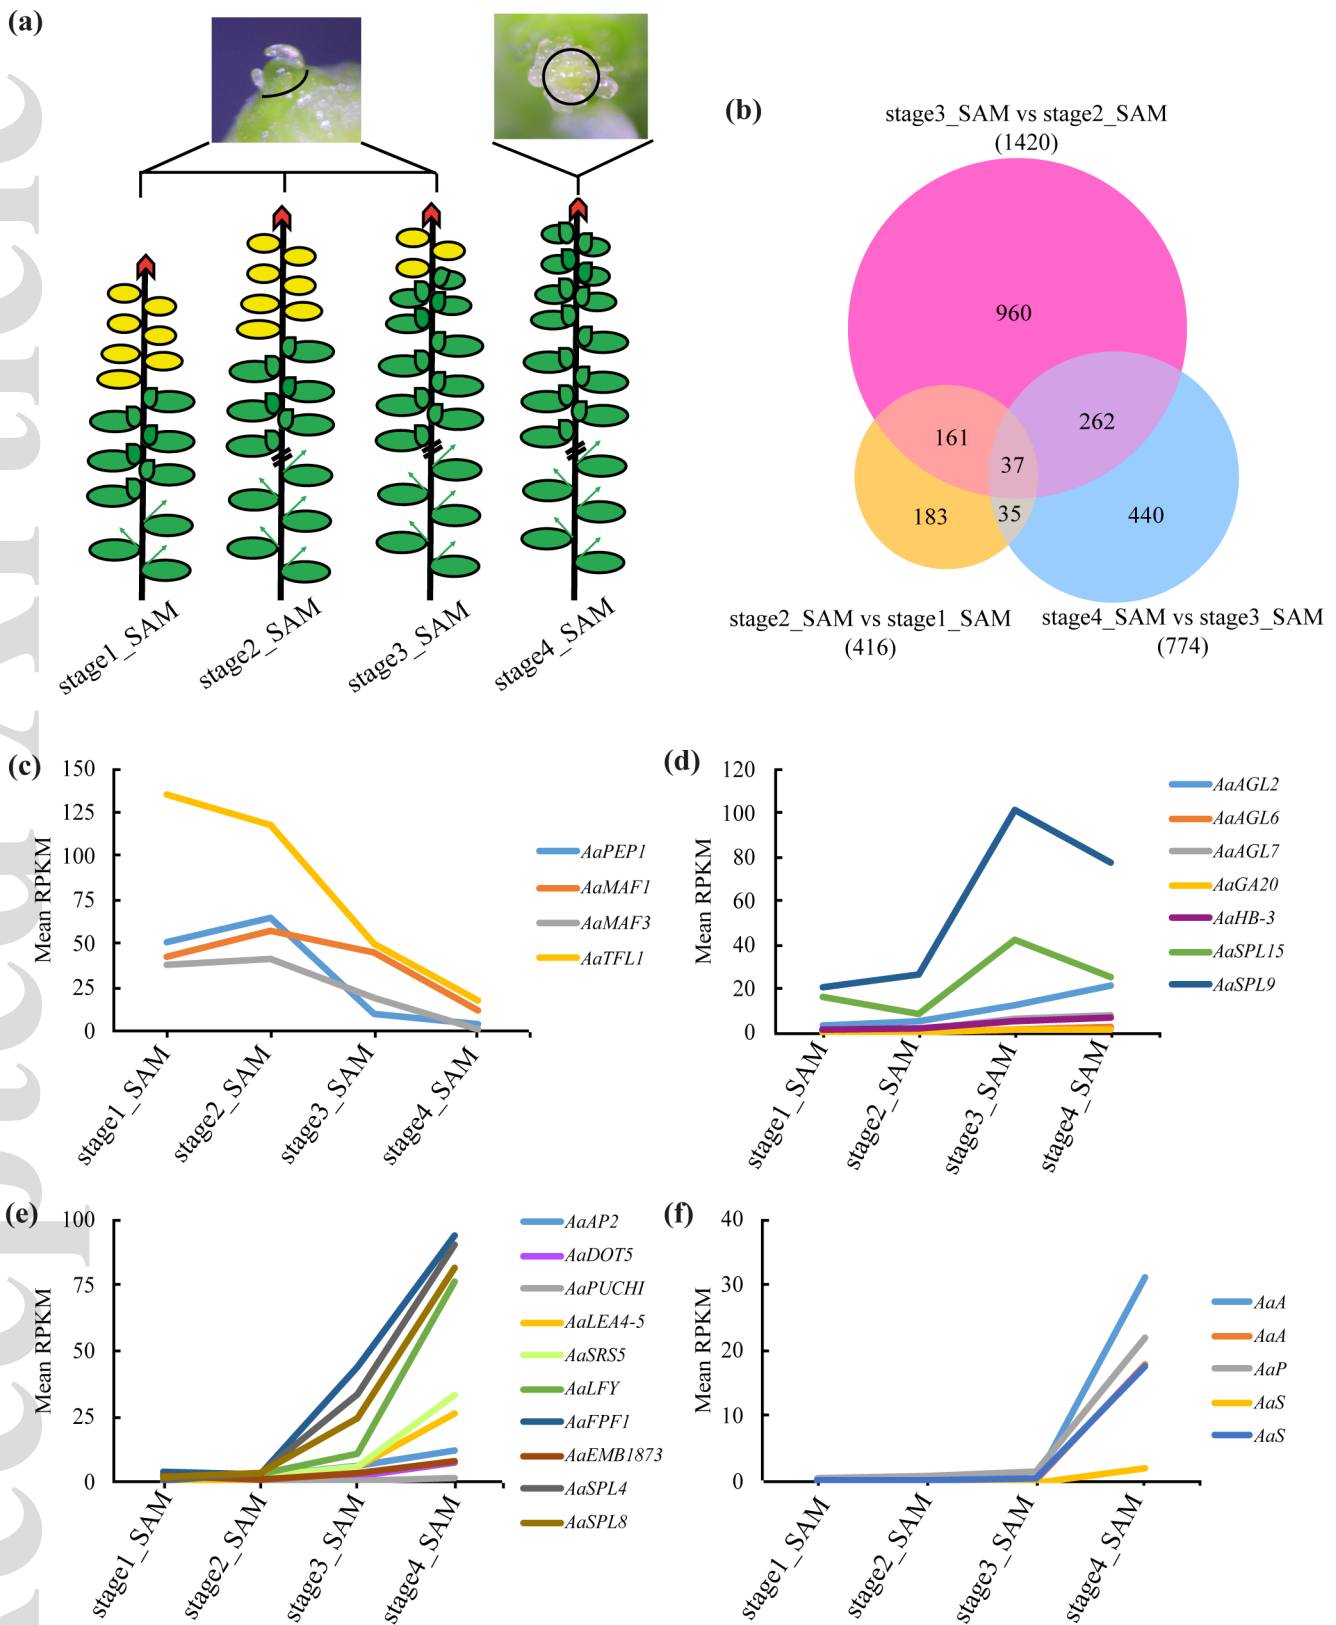 (a)
stage1_SAM
stage2_SAM
stage3_SAM
stage4_SAM
(b)
stage3_SAM vs stage2_SAM
(1420)
960
161
262
37
183
35
440
stage2_SAM vs stage1_SAM
(416)
stage4_SAM vs stage3_SAM
(774)
(c)
150
125
100
75
50
25
0
Mean RPKM
stage1_SAM
stage2_SAM
stage3_SAM
stage4_SAM
AaPEP1
AaMAF1
AaMAF3
AaTFL1
(d)
120
100
80
60
40
20
0
Mean RPKM
stage1_SAM
stage2_SAM
stage3_SAM
stage4_SAM
AaAGL2
AaAGL6
AaAGL7
AaGA20
AaHB-3
AaSPL15
AaSPL9
(e)
100
75
50
25
0
Mean RPKM
stage1_SAM
stage2_SAM
stage3_SAM
stage4_SAM
AaAP2
AaDOT5
AaPUCHI
AaLEA4-5
AaSRS5
AaLFY
AaFPF1
AaEMB1873
AaSPL4
AaSPL8
(f)
40
30
20
10
0
Mean RPKM
stage1_SAM
stage2_SAM
stage3_SAM
stage4_SAM
AaA
AaA
AaP
AaS
AaS